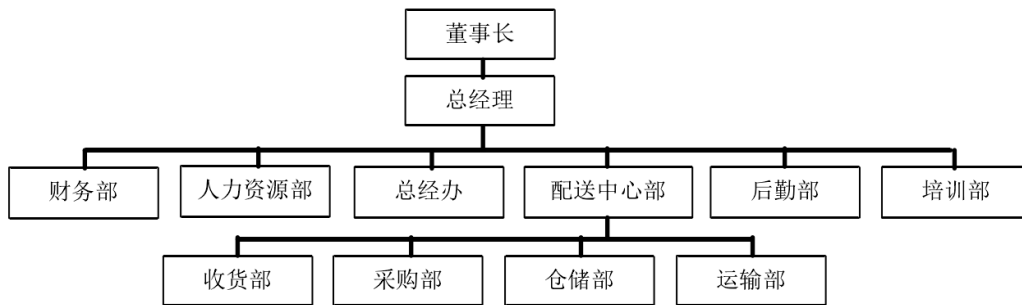 董事长
总经理
财务部
人力资源部
总经办
配送中心部
后勤部
培训部
收货部
采购部
仓储部
运输部